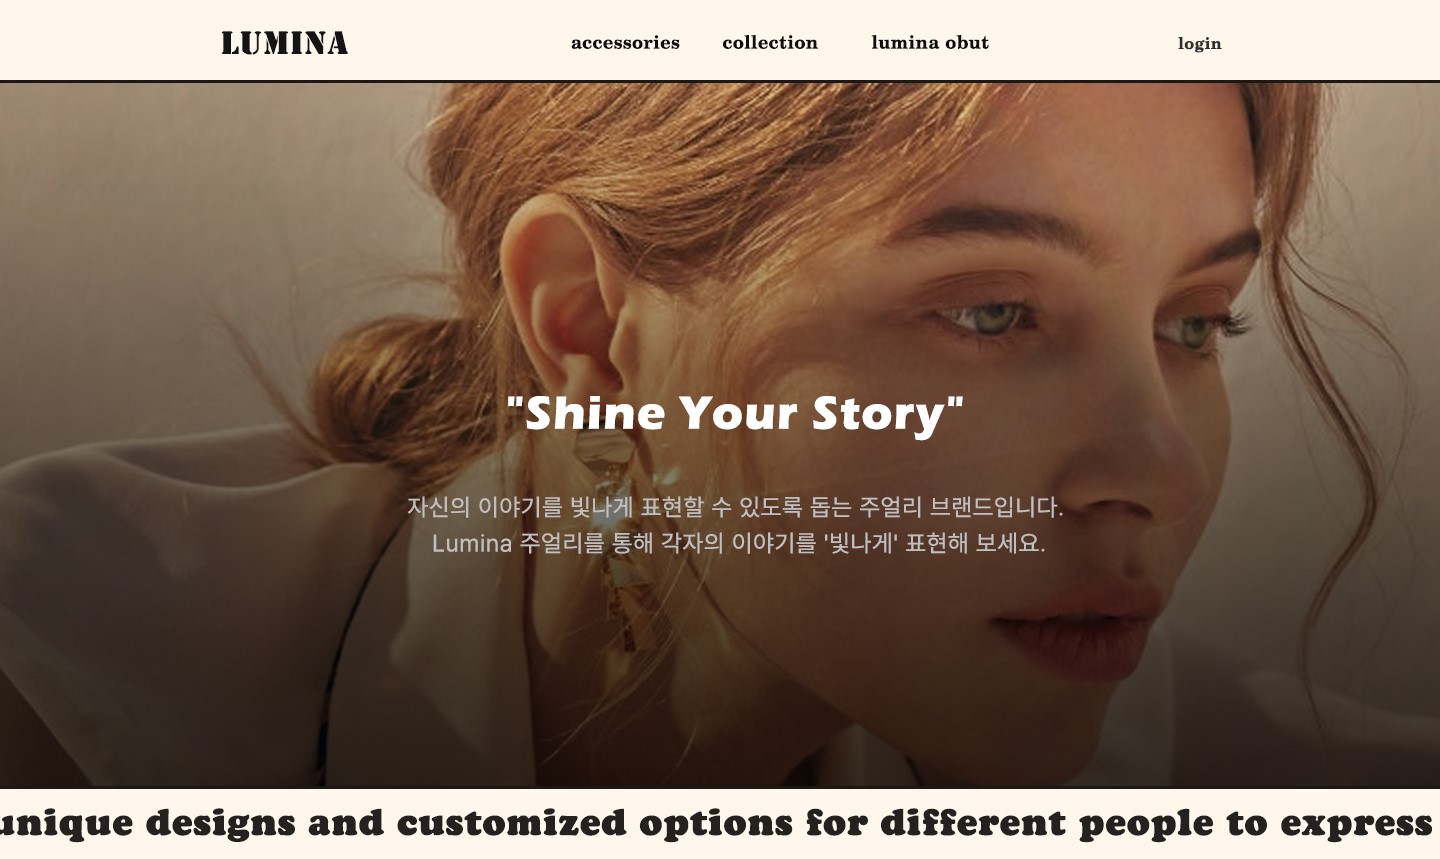 LUMINA
accessories
collection
lumina obut
login
"Shine Your Story"
자신의 이야기를 빛나게 표현할 수 있도록 돕는 주얼리 브랜드입니다.
Lumina 주얼리를 통해 각자의 이야기를 '빛나게' 표현해 보세요.
unique designs and customized options for different people to express